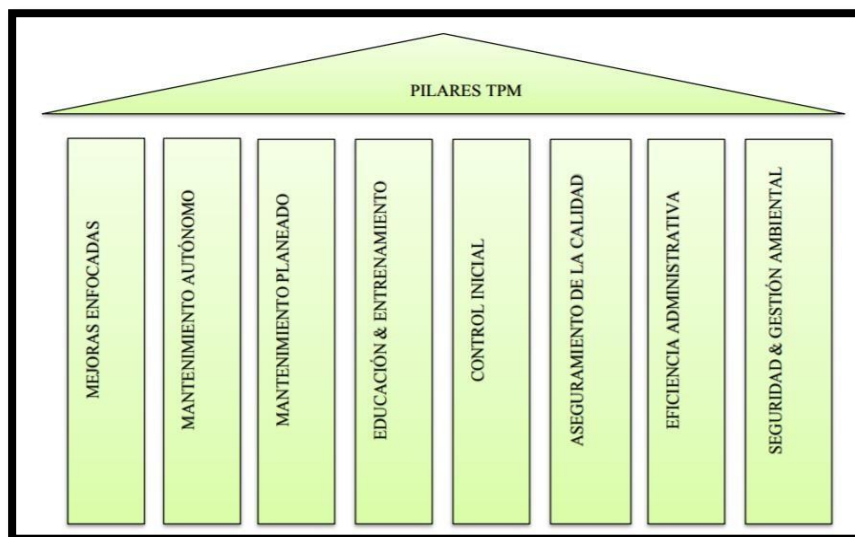 PILARES TPM
MEJORAS ENFOCADAS
MANTENIMIENTO AUTÓNOMO
MANTENIMIENTO PLANEADO
EDUCACIÓN & ENTRENAMIENTO
CONTROL INICIAL
ASEGURAMIENTO DE LA CALIDAD
EFICIENCIA ADMINISTRATIVA
SEGURIDAD & GESTIÓN AMBIENTAL